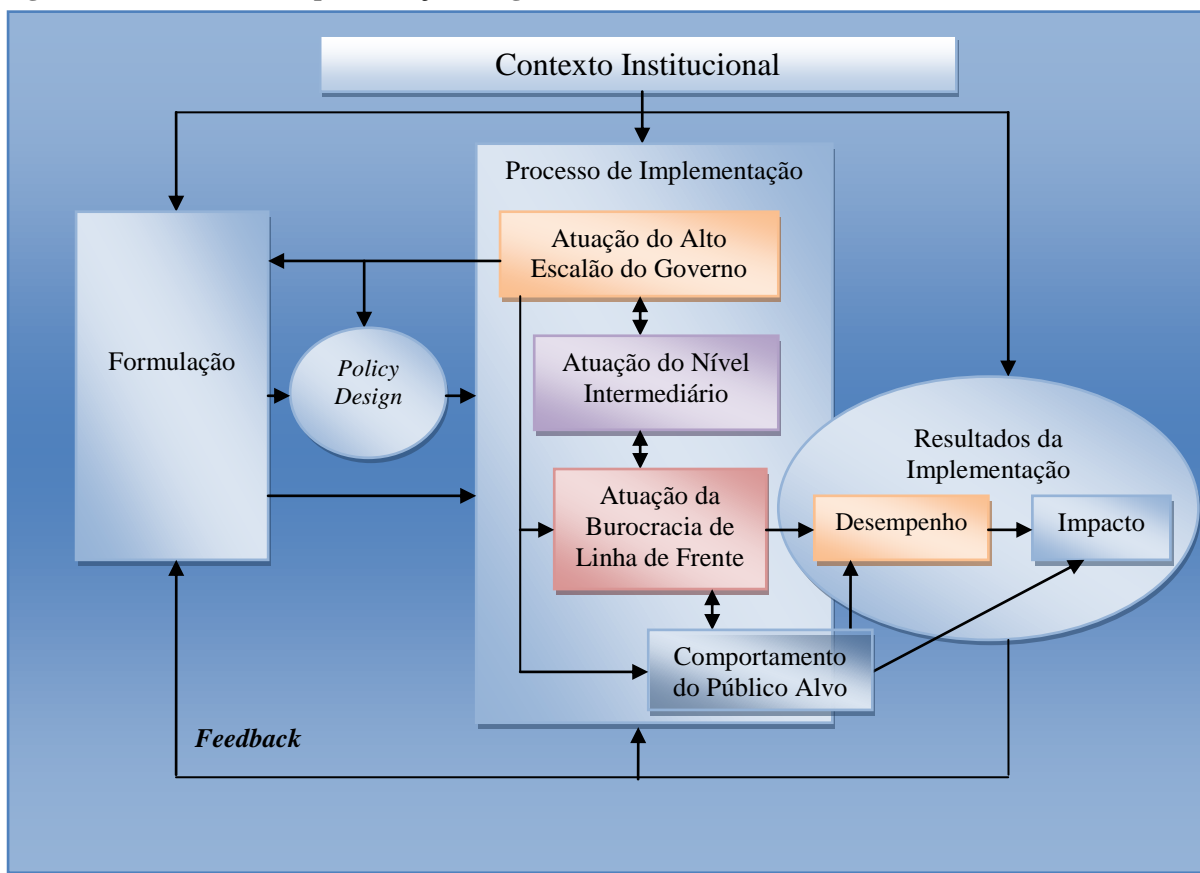 Contexto Institucional
Processo de Implementação
Atuação do Alto
Escalão do Governo
Formulação
Policy
Design
Atuação do Nível
Intermediário
Atuação da
Burocracia de
Linha de Frente
Resultados da
Implementação
Desempenho
Impacto
Comportamento
do Público Alvo
Feedback